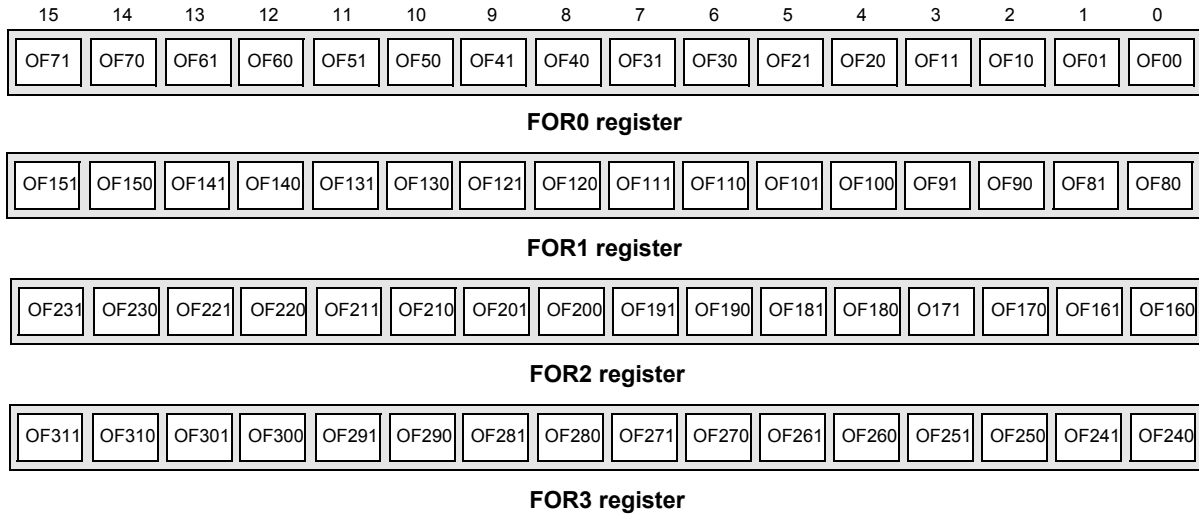 15 14 13 12 11 10 9 8 7 6 5 4 3 2 1 0
OF71 OF70 OF61 OF60 OF51 OF50 OF41 OF40 OF31 OF30 OF21 OF20 OF11 OF10 OF01 OF00
FOR0 register
OF151 OF150 OF141 OF140 OF131 OF130 OF121 OF120 OF111 OF110 OF101 OF100 OF91 OF90 OF81 OF80
FOR1 register
OF231 OF230 OF221 OF220 OF211 OF210 OF201 OF200 OF191 OF190 OF181 OF180 O171 OF170 OF161 OF160
FOR2 register
OF311 OF310 OF301 OF300 OF291 OF290 OF281 OF280 OF271 OF270 OF261 OF260 OF251 OF250 OF241 OF240
FOR3 register